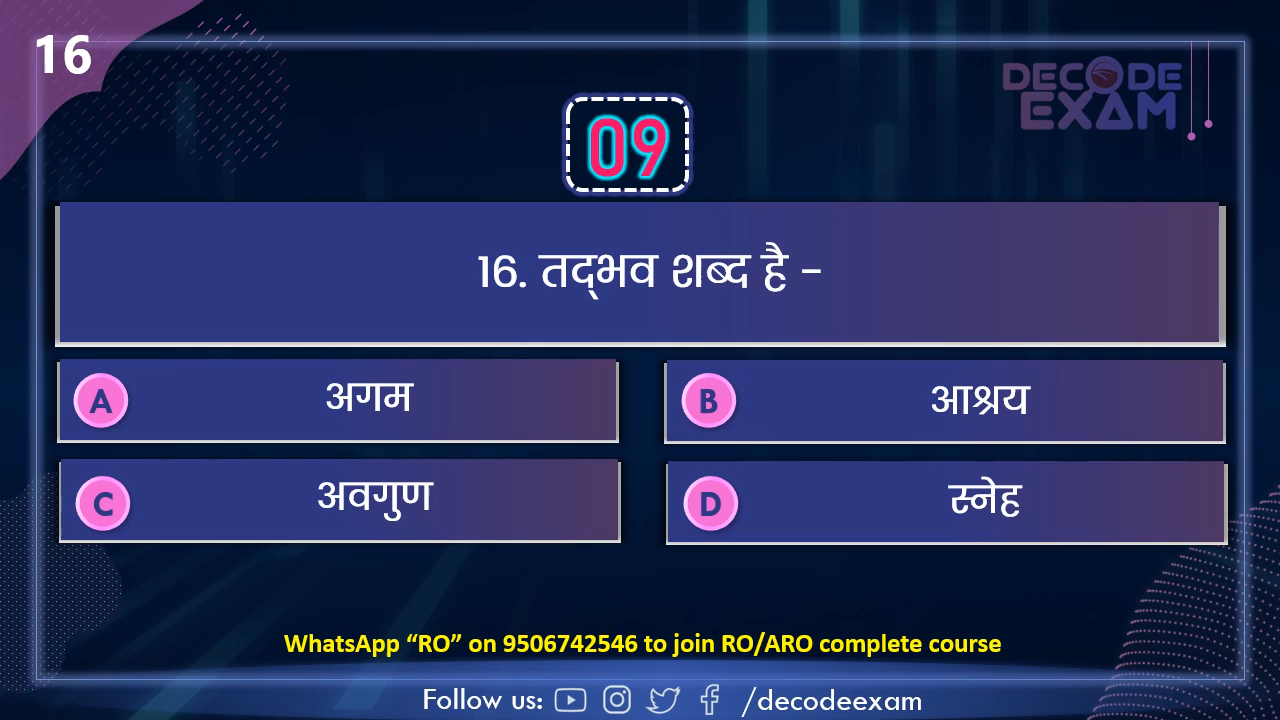 16
DECODE
EXAM
09
16. तद्‌भव शब्द है -
A अगम
B आश्रय
C अवगुण
D स्नेह
WhatsApp “RO” on 9506742546 to join RO/ARO complete course
Follow us: /decodeexam